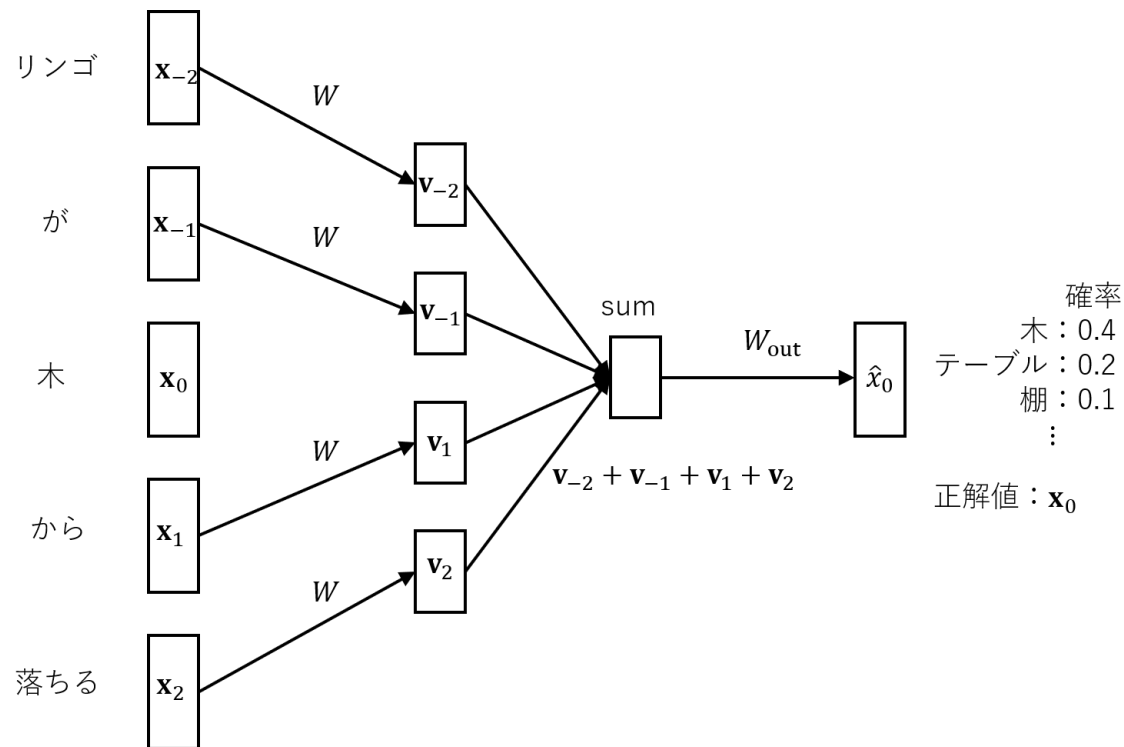 リンゴ
𝐱₋₂
W
𝐯₋₂
が
𝐱₋₁
W
𝐯₋₁
木
𝐱₀
から
𝐱₁
W
𝐯₁
落ちる
𝐱₂
W
𝐯₂
sum
𝐯₋₂ + 𝐯₋₁ + 𝐯₁ + 𝐯₂
W_out
x̂₀
確率
木：0.4
テーブル：0.2
棚：0.1
⋮
正解値：𝐱₀